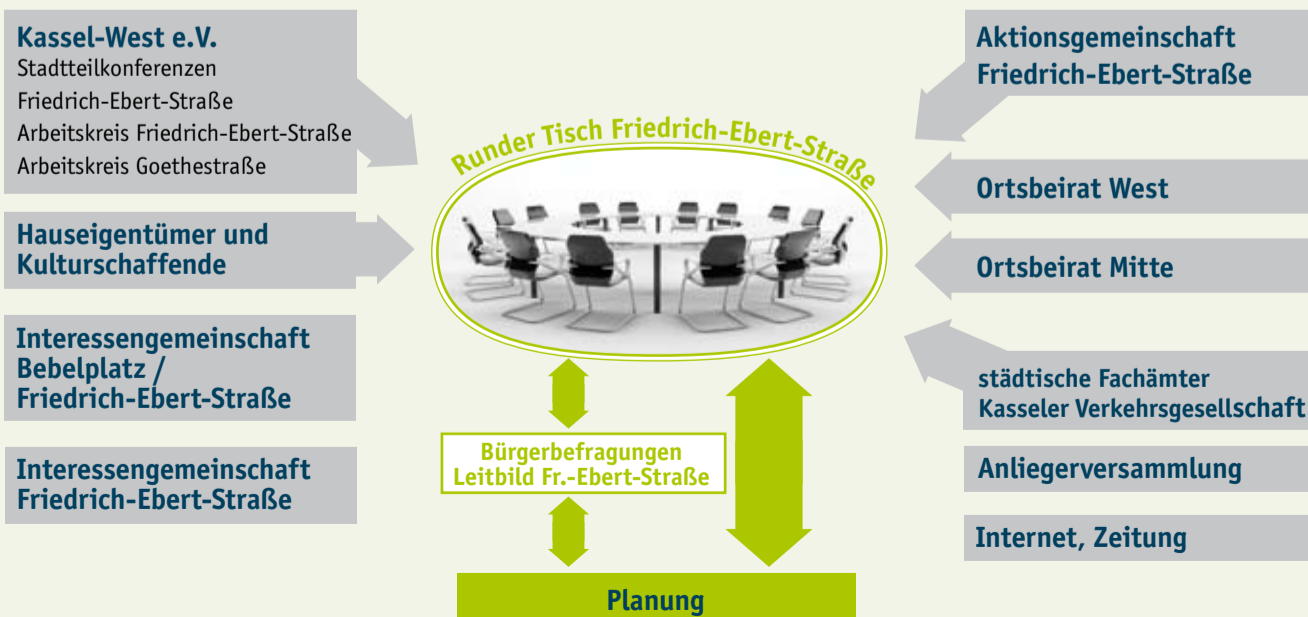 Kassel-West e.V.
Stadtteilkonferenzen
Friedrich-Ebert-Straße
Arbeitskreis Friedrich-Ebert-Straße
Arbeitskreis Goethestraße
Hauseigentümer und
Kulturschaffende
Interessengemeinschaft
Bebelplatz /
Friedrich-Ebert-Straße
Interessengemeinschaft
Friedrich-Ebert-Straße
Runder Tisch Friedrich-Ebert-Straße
Bürgerbefragungen
Leitbild Fr.-Ebert-Straße
Planung
Aktionsgemeinschaft
Friedrich-Ebert-Straße
Ortsbeirat West
Ortsbeirat Mitte
städtische Fachämter
Kasseler Verkehrsgesellschaft
Anliegerversammlung
Internet, Zeitung